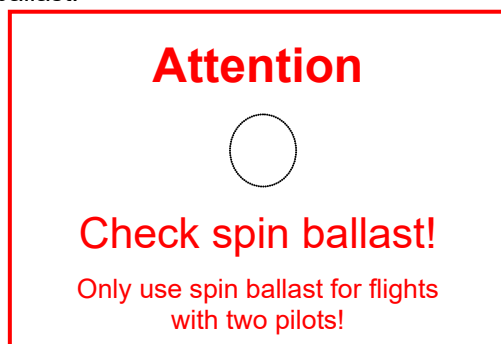 Attention
Check spin ballast!
Only use spin ballast for flights
with two pilots!